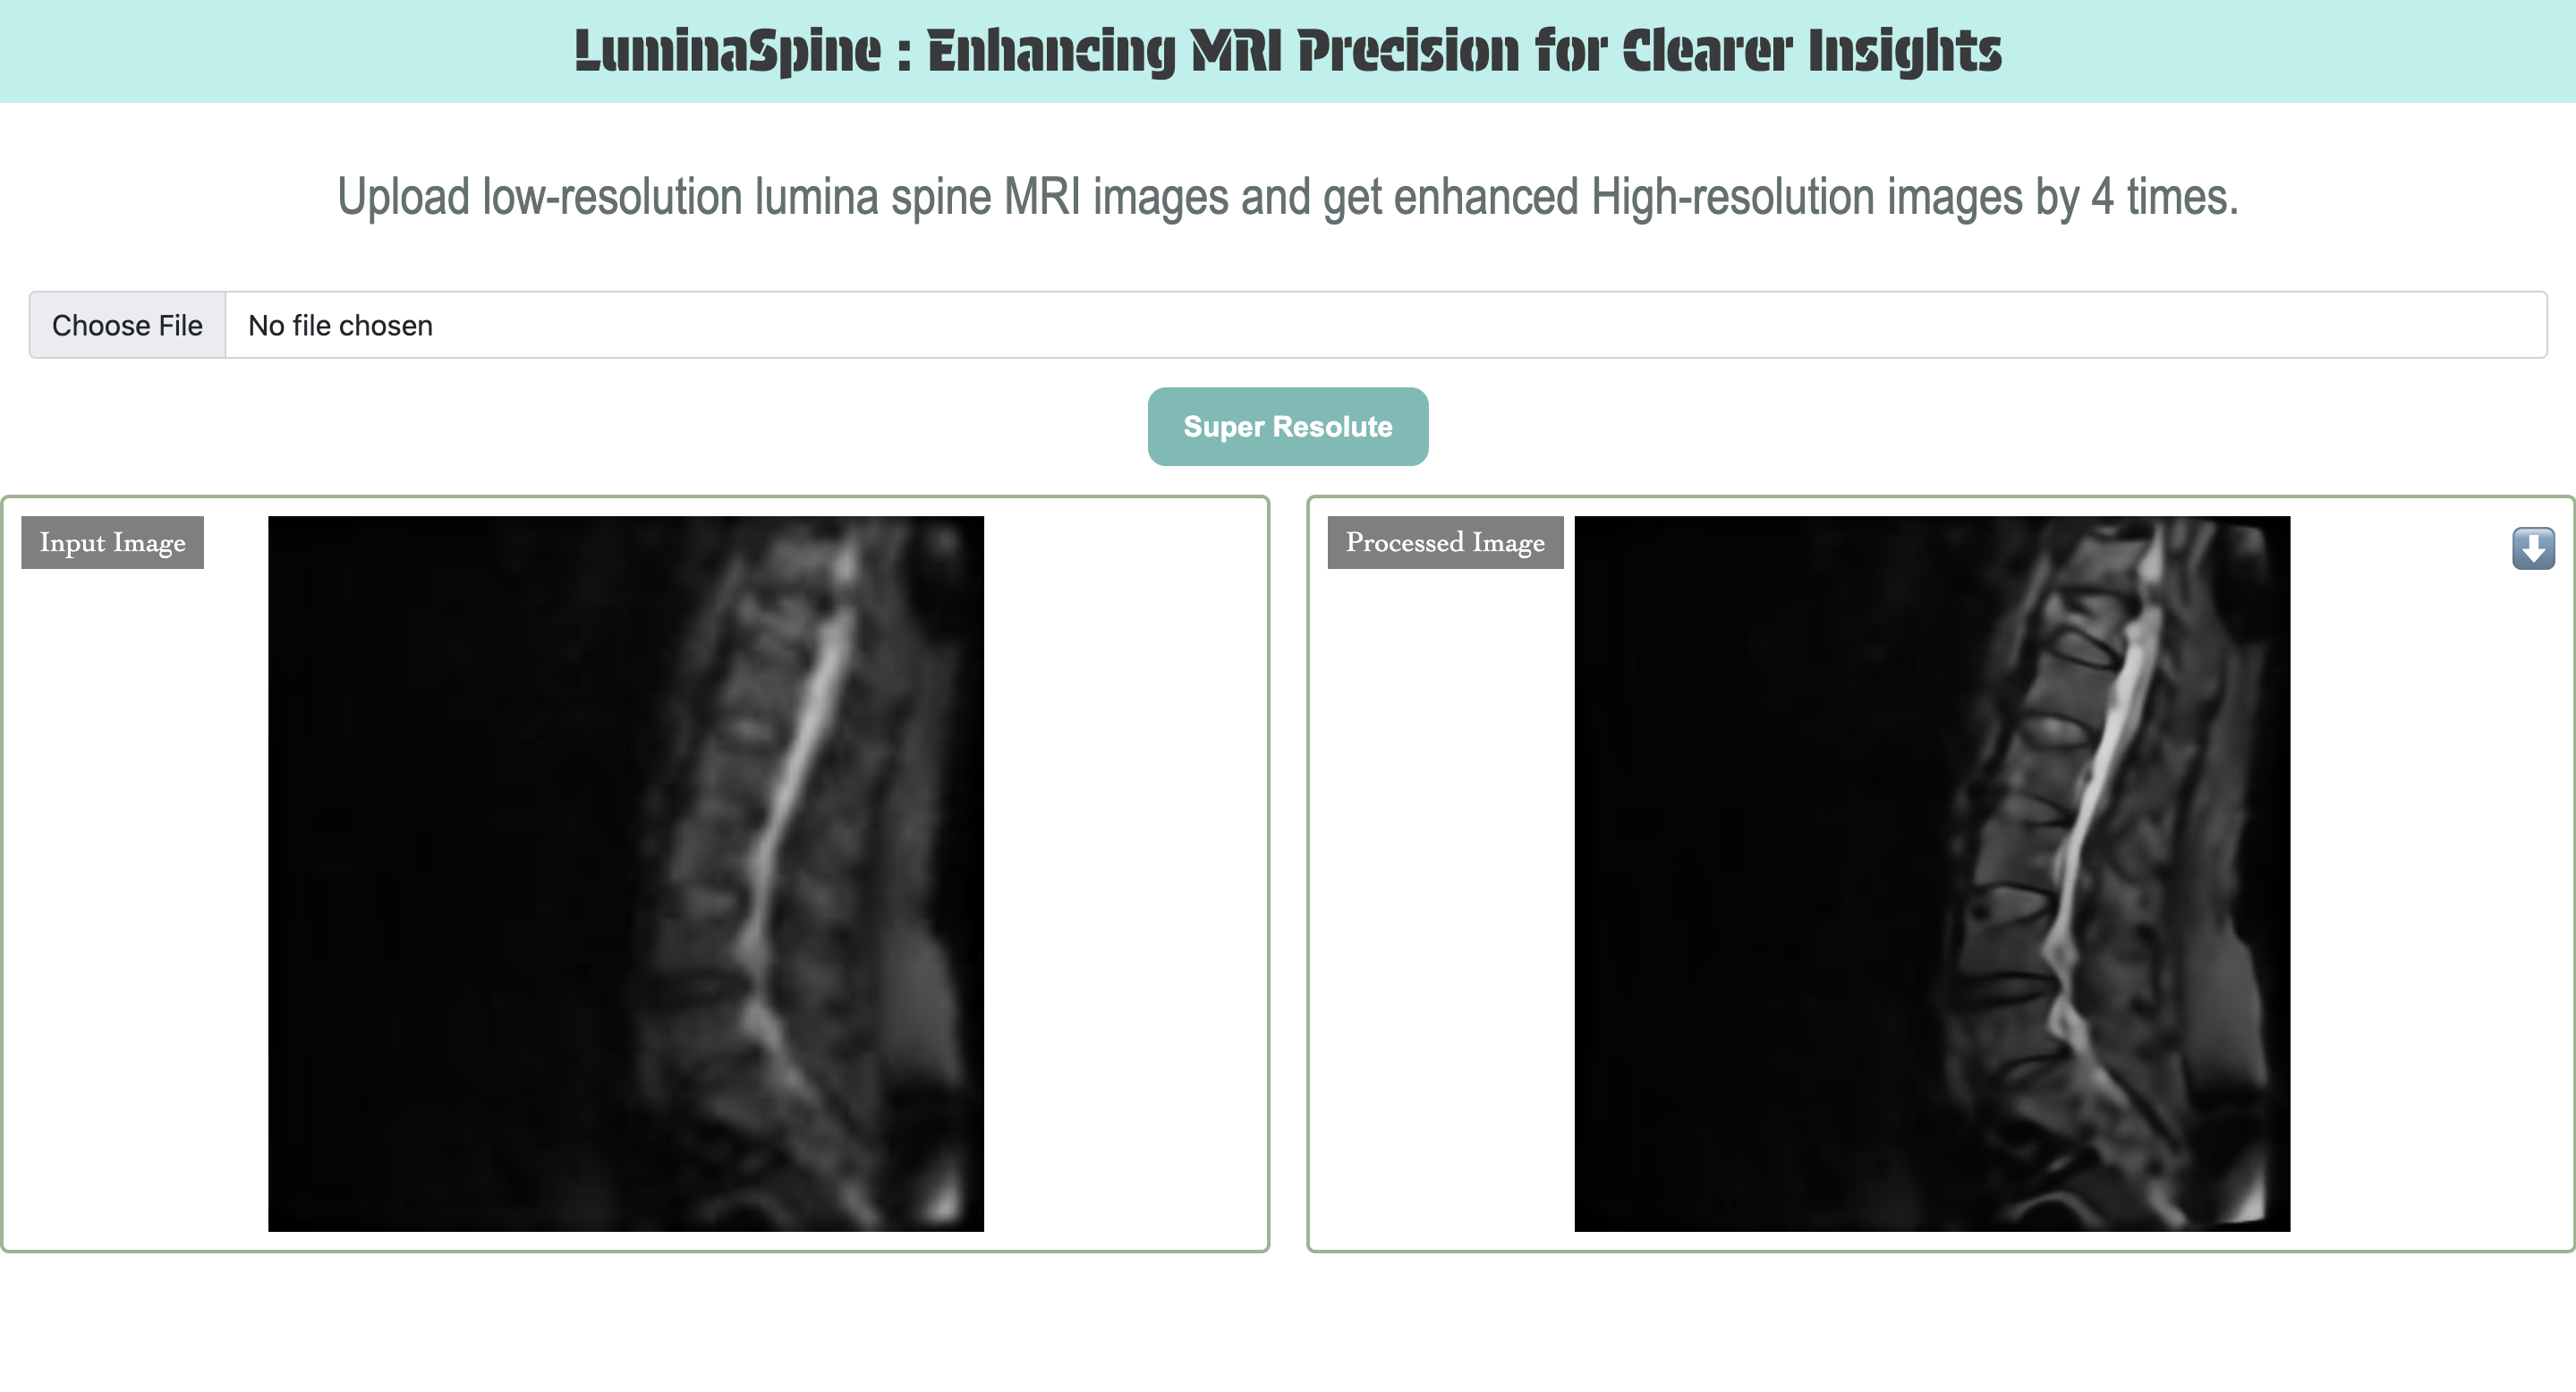 LuminaSpine : Enhancing MRI Precision for Clearer Insights
Upload low-resolution lumina spine MRI images and get enhanced High-resolution images by 4 times.
Choose File No file chosen
Super Resolute
Input Image
Processed Image